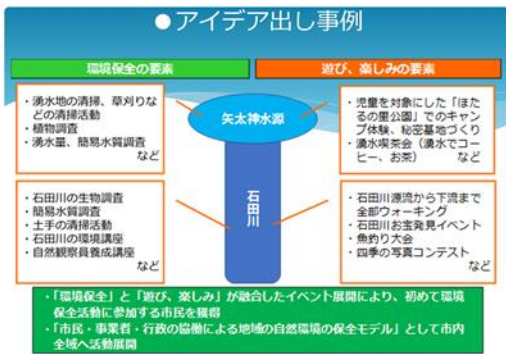 ●アイデア出し事例
環境保全の要素
遊び、楽しみの要素
・湧水地の清掃、草刈りな
どの清掃活動
・植物調査
・湧水量、簡易水質調査
など
矢太神水源
・児童を対象にした「ほた
るの里公園」でのキャン
プ体験、秘密基地づくり
・湧水喫茶会（湧水でコー
ヒー、お茶）
など
・石田川の生物調査
・簡易水質調査
・土手の清掃活動
・石田川の環境講座
・自然観察員養成講座
など
石田川
・石田川源流から下流まで
全部ウォーキング
・石田川お宝発見イベント
・魚釣り大会
・四季の写真コンテスト
など
・「環境保全」と「遊び、楽しみ」が融合したイベント展開により、初めて環境
保全活動に参加する市民を獲得
・「市民・事業者・行政の協働による地域の自然環境の保全モデル」として市内
全域へ活動展開